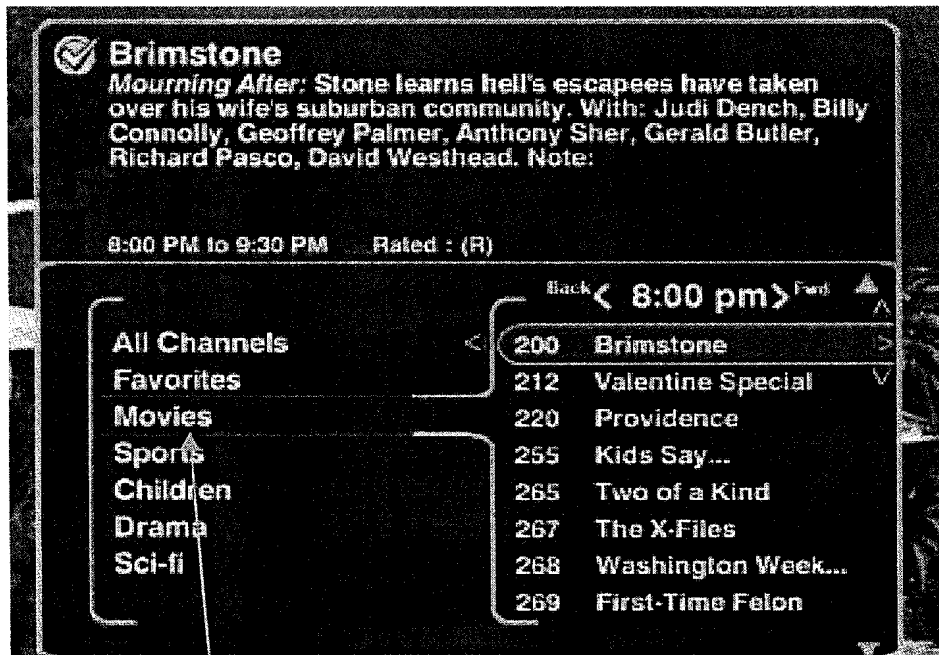 Brimstone
Mourning After: Stone learns hell's escapees have taken
over his wife's suburban community. With: Judi Dench, Billy
Connolly, Geoffrey Palmer, Anthony Sher, Gerald Butler,
Richard Pasco, David Westhead. Note:
8:00 PM to 9:30 PM Rated : (R)
Back < 8:00 pm > Fwd
All Channels < 200 Brimstone >
Favorites 212 Valentine Special
Movies 220 Providence
Sports 255 Kids Say...
Children 265 Two of a Kind
Drama 267 The X-Files
Sci-fi 268 Washington Week...
269 First-Time Felon